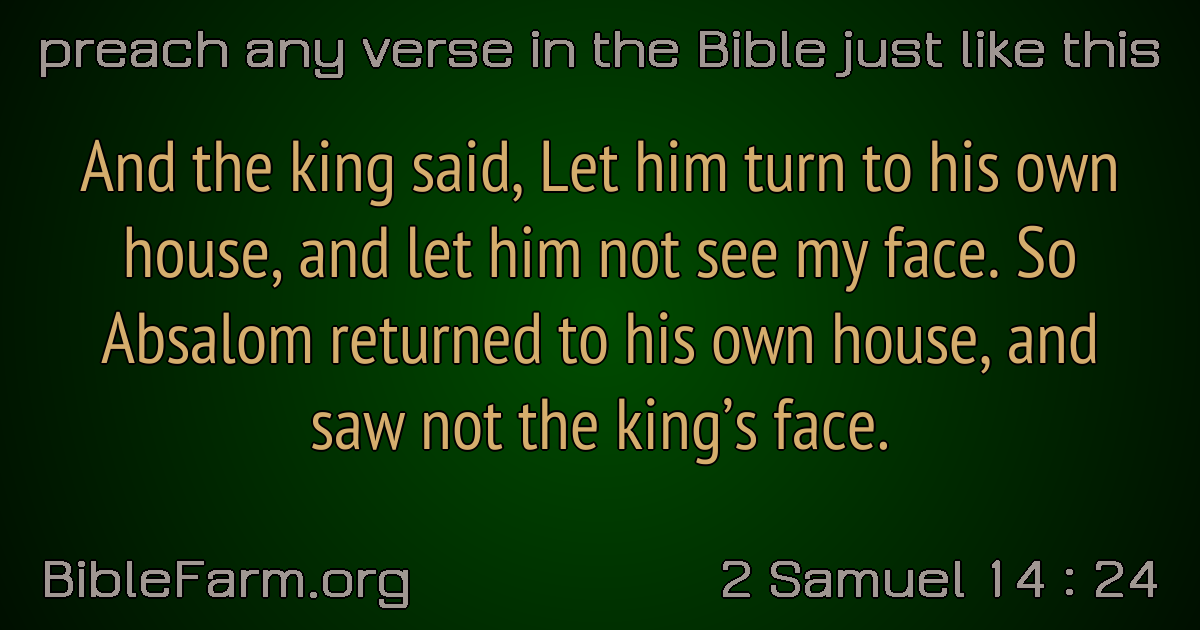 preach any verse in the Bible just like this
And the king said, Let him turn to his own
house, and let him not see my face. So
Absalom returned to his own house, and
saw not the king’s face.
BibleFarm.org
2 Samuel 14 : 24